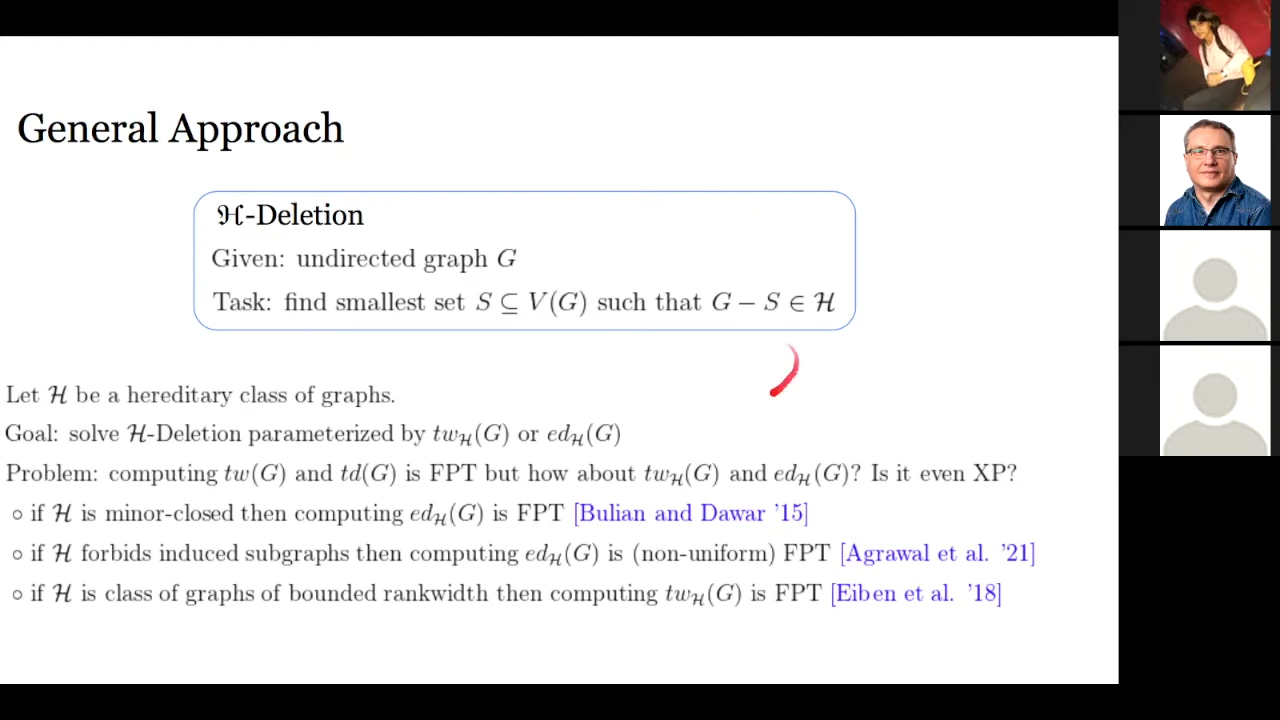 General Approach
ℋ-Deletion
Given: undirected graph G
Task: find smallest set S ⊆ V(G) such that G − S ∈ ℋ
Let ℋ be a hereditary class of graphs.
Goal: solve ℋ-Deletion parameterized by tw_ℋ(G) or ed_ℋ(G)
Problem: computing tw(G) and td(G) is FPT but how about tw_ℋ(G) and ed_ℋ(G)? Is it even XP?
∘ if ℋ is minor-closed then computing ed_ℋ(G) is FPT [Bulian and Dawar '15]
∘ if ℋ forbids induced subgraphs then computing ed_ℋ(G) is (non-uniform) FPT [Agrawal et al. '21]
∘ if ℋ is class of graphs of bounded rankwidth then computing tw_ℋ(G) is FPT [Eiben et al. '18]